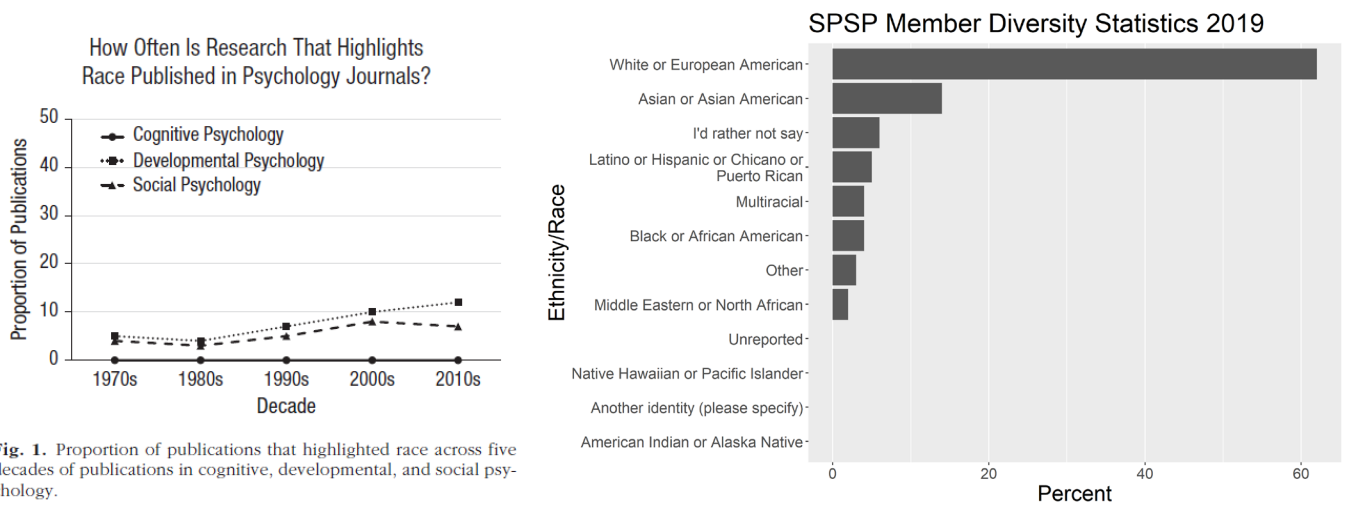 How Often Is Research That Highlights
Race Published in Psychology Journals?
Proportion of Publications
50
40
30
20
10
0
Cognitive Psychology
Developmental Psychology
Social Psychology
1970s 1980s 1990s 2000s 2010s
Decade
ig. 1. Proportion of publications that highlighted race across five
decades of publications in cognitive, developmental, and social psy-
hology.
SPSP Member Diversity Statistics 2019
Ethnicity/Race
White or European American
Asian or Asian American
I'd rather not say
Latino or Hispanic or Chicano or
Puerto Rican
Multiracial
Black or African American
Other
Middle Eastern or North African
Unreported
Native Hawaiian or Pacific Islander
Another identity (please specify)
American Indian or Alaska Native
0 20 40 60
Percent